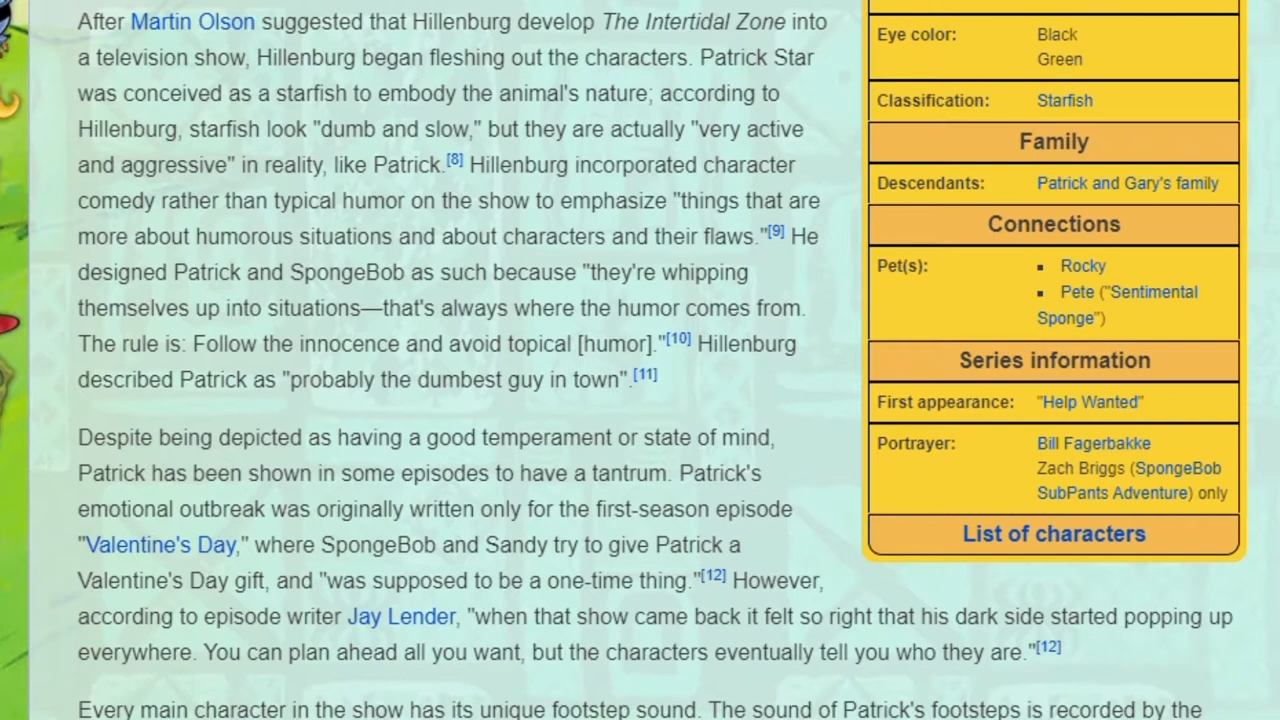 After Martin Olson suggested that Hillenburg develop The Intertidal Zone into
a television show, Hillenburg began fleshing out the characters. Patrick Star
was conceived as a starfish to embody the animal's nature; according to
Hillenburg, starfish look "dumb and slow," but they are actually "very active
and aggressive" in reality, like Patrick.[8] Hillenburg incorporated character
comedy rather than typical humor on the show to emphasize "things that are
more about humorous situations and about characters and their flaws."[9] He
designed Patrick and SpongeBob as such because "they're whipping
themselves up into situations—that's always where the humor comes from.
The rule is: Follow the innocence and avoid topical [humor]."[10] Hillenburg
described Patrick as "probably the dumbest guy in town".[11]
Despite being depicted as having a good temperament or state of mind,
Patrick has been shown in some episodes to have a tantrum. Patrick's
emotional outbreak was originally written only for the first-season episode
"Valentine's Day," where SpongeBob and Sandy try to give Patrick a
Valentine's Day gift, and "was supposed to be a one-time thing."[12] However,
according to episode writer Jay Lender, "when that show came back it felt so right that his dark side started popping up
everywhere. You can plan ahead all you want, but the characters eventually tell you who they are."[12]
Every main character in the show has its unique footstep sound. The sound of Patrick's footsteps is recorded by the
Eye color: Black
Green
Classification: Starfish
Family
Descendants: Patrick and Gary's family
Connections
Pet(s): ▪ Rocky
▪ Pete ("Sentimental
Sponge")
Series information
First appearance: "Help Wanted"
Portrayer: Bill Fagerbakke
Zach Briggs (SpongeBob
SubPants Adventure) only
List of characters